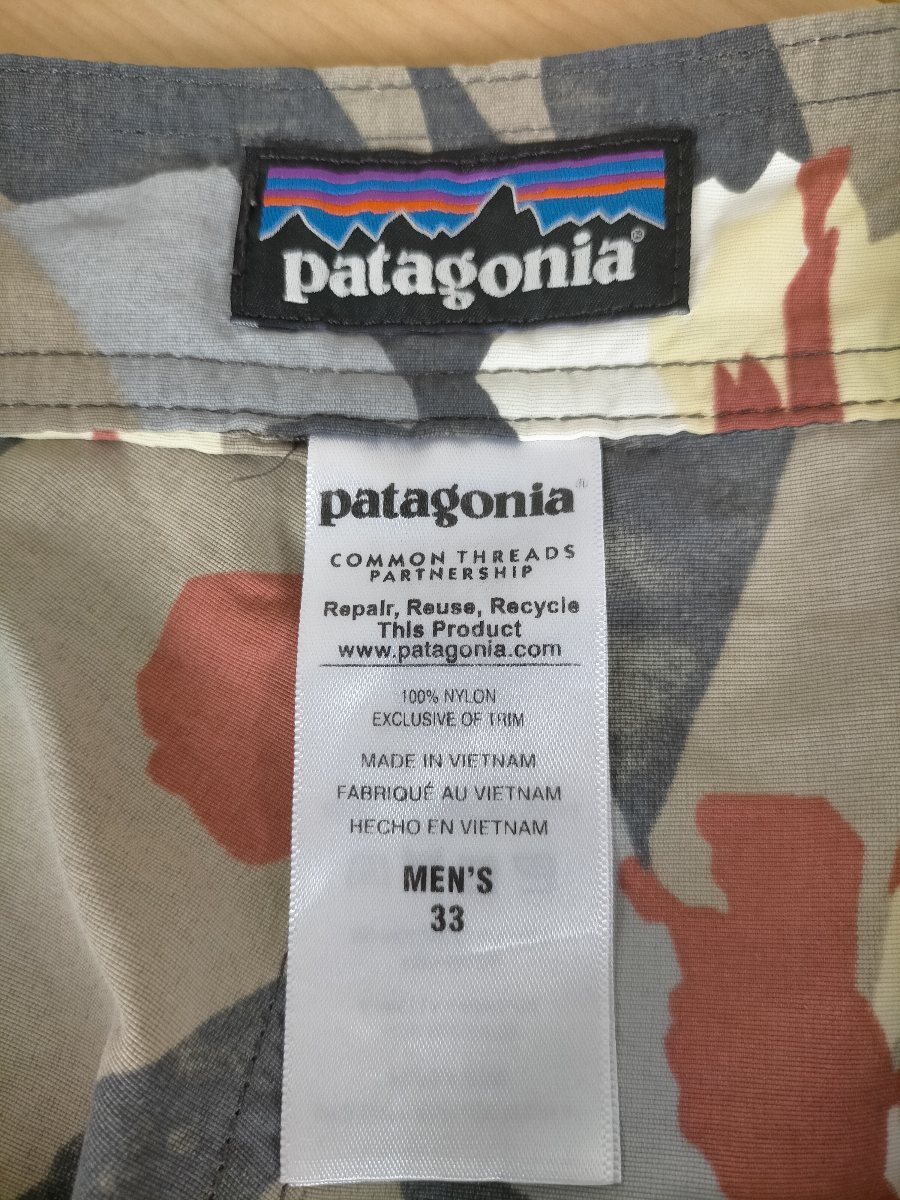 patagonia®
patagonia
COMMON THREADS
PARTNERSHIP
Repair, Reuse, Recycle
This Product
www.patagonia.com
100% NYLON
EXCLUSIVE OF TRIM
MADE IN VIETNAM
FABRIQUÉ AU VIETNAM
HECHO EN VIETNAM
MEN'S
33